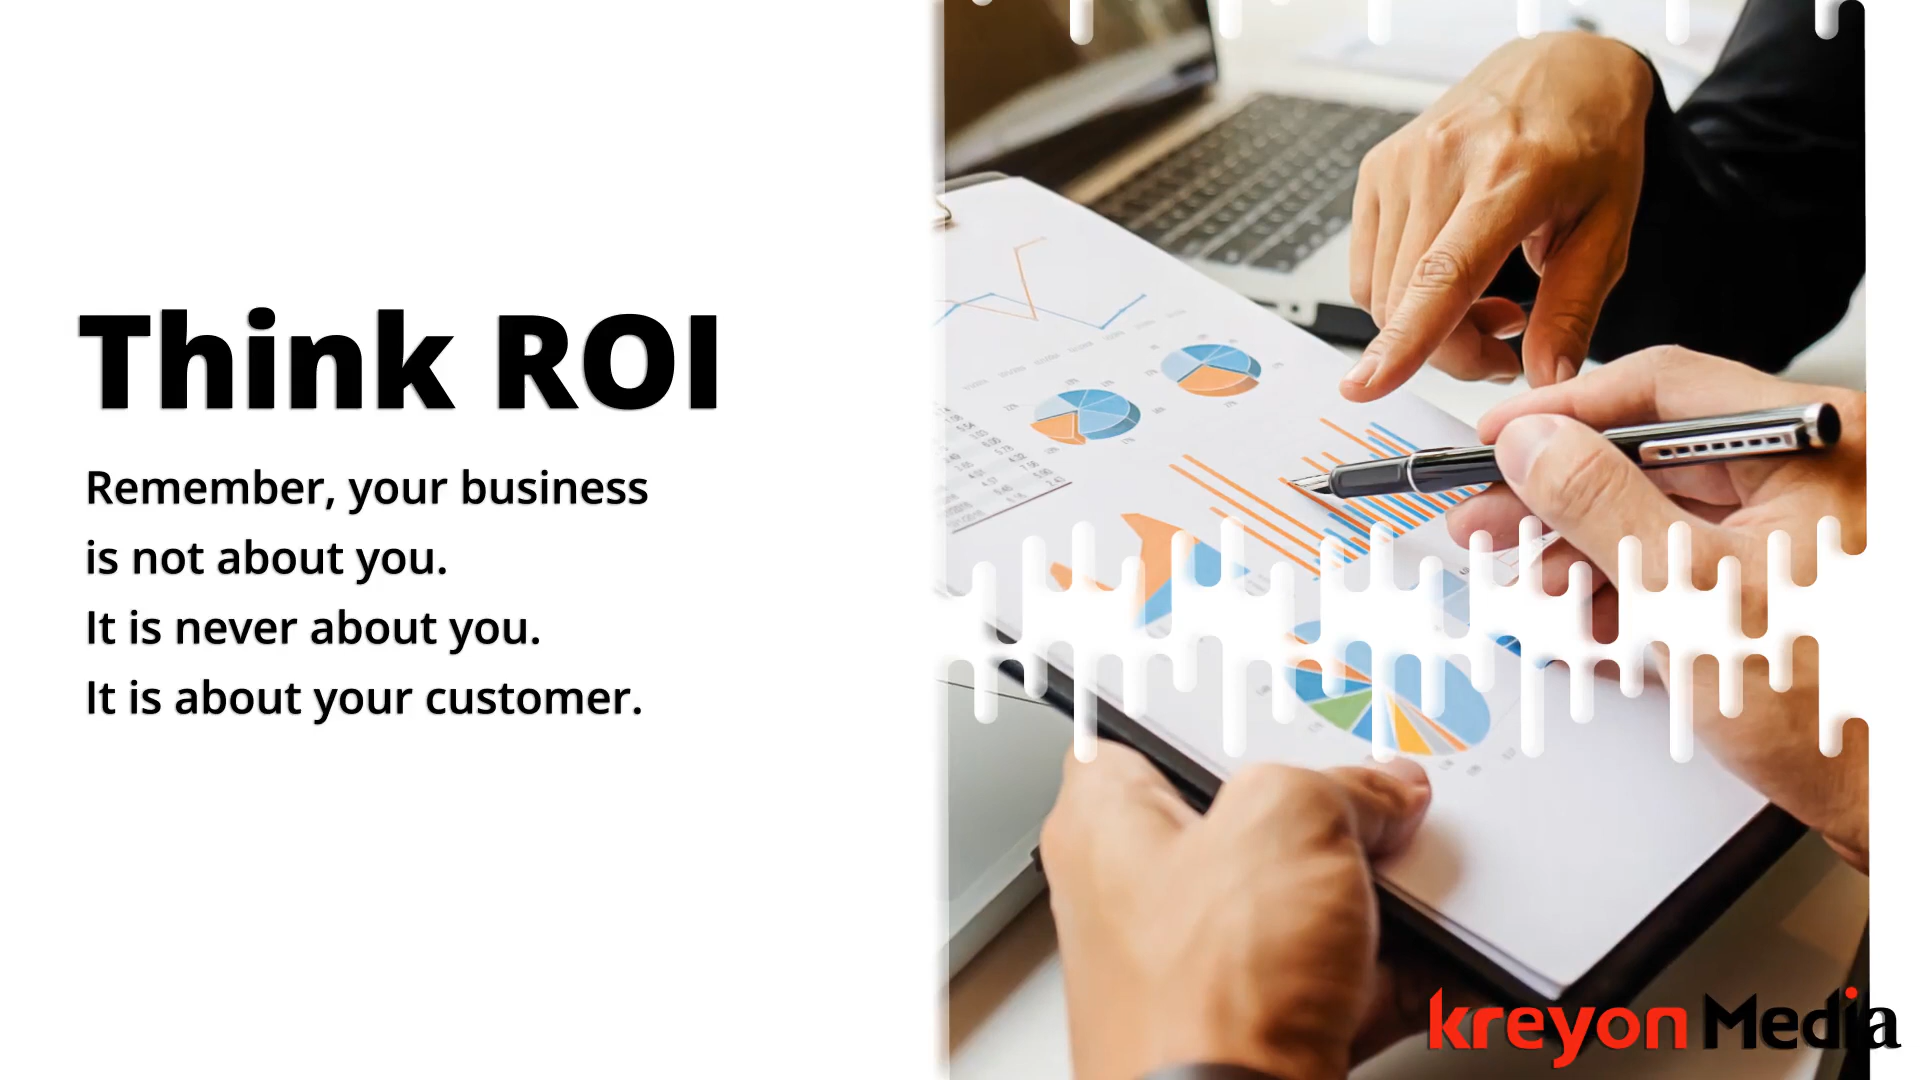 Think ROI
Remember, your business
is not about you.
It is never about you.
It is about your customer.
kreyon Media